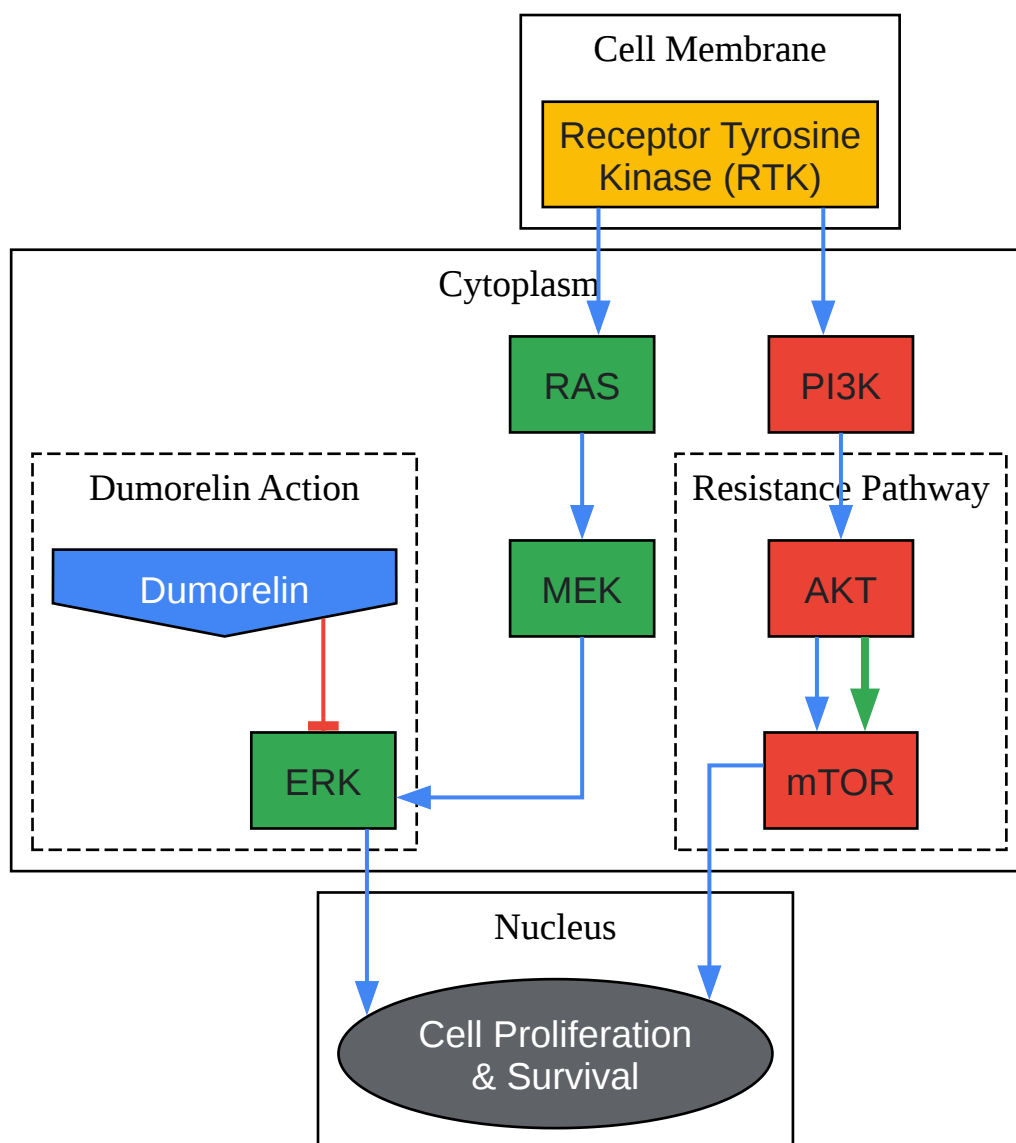 Cell Membrane
Receptor Tyrosine
Kinase (RTK)
Cytoplasm
RAS
PI3K
Dumorelin Action
Resistance Pathway
Dumorelin
MEK
AKT
ERK
mTOR
Nucleus
Cell Proliferation
& Survival